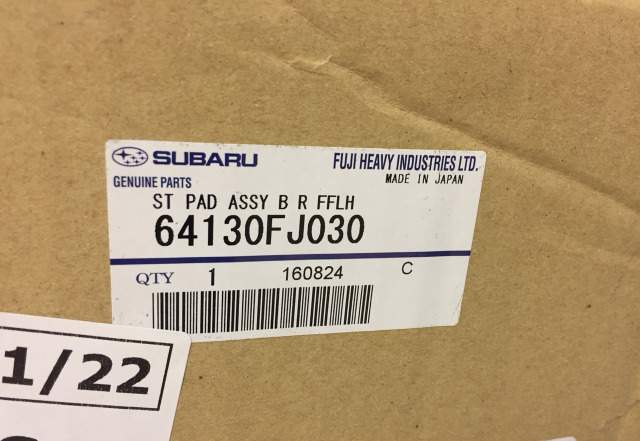 SUBARU
FUJI HEAVY INDUSTRIES LTD.
GENUINE PARTS
MADE IN JAPAN
ST PAD ASSY B R FFLH
64130FJ030
QTY 1 160824 C
1/22